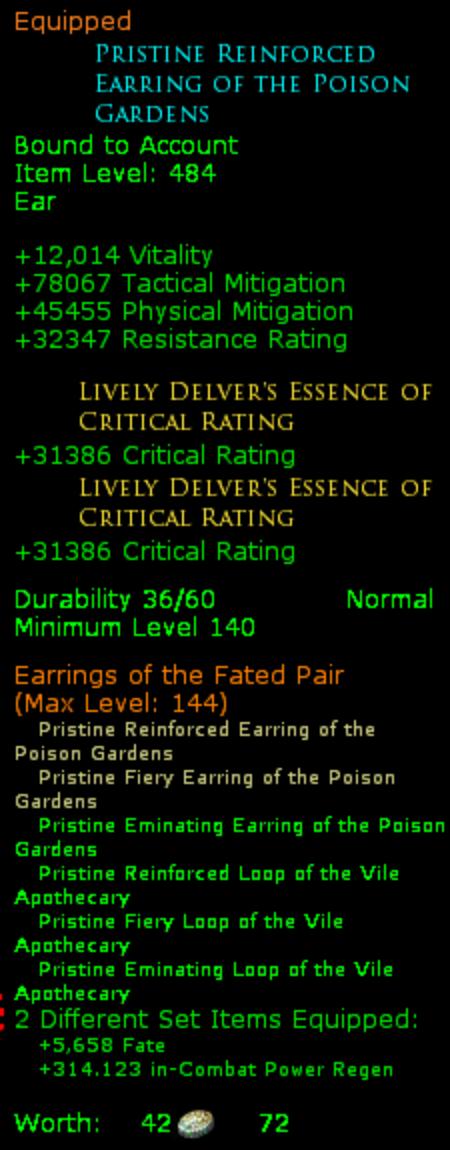 Equipped
Pristine Reinforced
Earring of the Poison
Gardens
Bound to Account
Item Level: 484
Ear
+12,014 Vitality
+78067 Tactical Mitigation
+45455 Physical Mitigation
+32347 Resistance Rating
Lively Delver's Essence of
Critical Rating
+31386 Critical Rating
Lively Delver's Essence of
Critical Rating
+31386 Critical Rating
Durability 36/60 Normal
Minimum Level 140
Earrings of the Fated Pair
(Max Level: 144)
Pristine Reinforced Earring of the
Poison Gardens
Pristine Fiery Earring of the Poison
Gardens
Pristine Eminating Earring of the Poison
Gardens
Pristine Reinforced Loop of the Vile
Apothecary
Pristine Fiery Loop of the Vile
Apothecary
Pristine Eminating Loop of the Vile
Apothecary
2 Different Set Items Equipped:
+5,658 Fate
+314.123 in-Combat Power Regen
Worth: 42 72